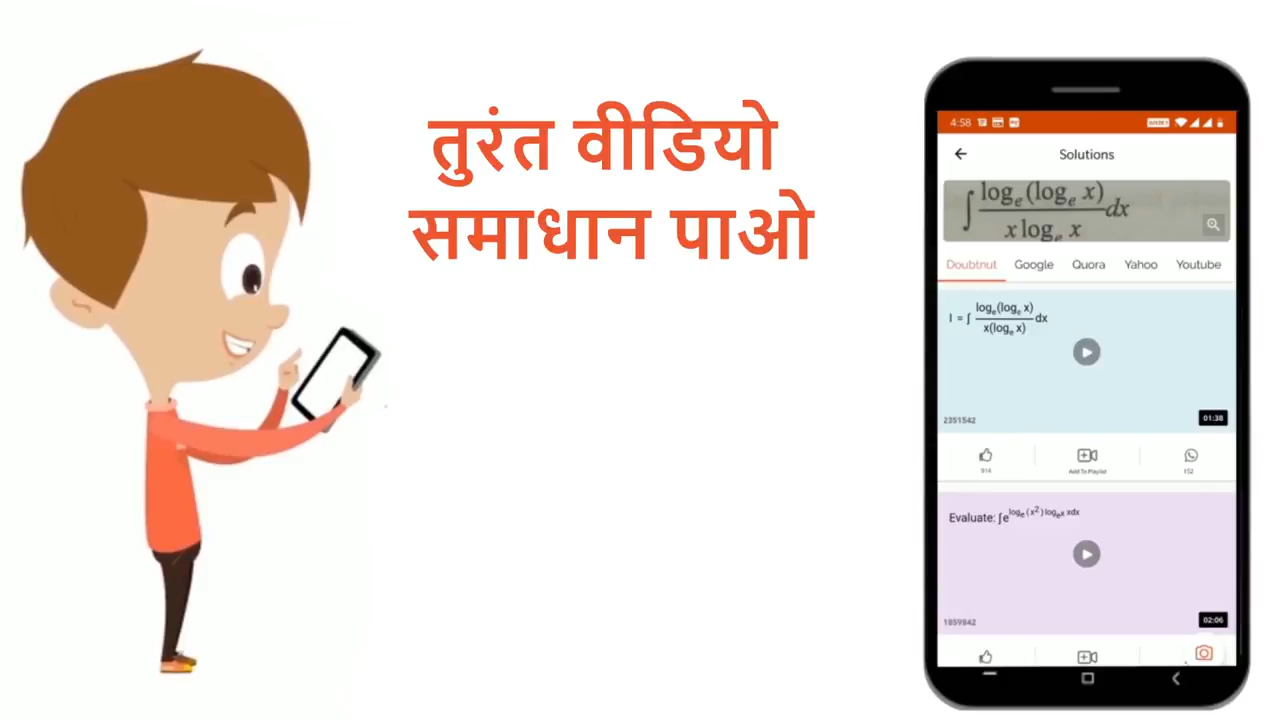 तुरंत वीडियो
समाधान पाओ
4:58
Solutions
∫ logₑ(logₑ x) / x logₑ x dx
Doubtnut Google Quora Yahoo Youtube
I = ∫ logₑ(logₑ x) / x(logₑ x) dx
2351542
01:38
914
Add To Playlist
152
Evaluate: ∫e^logₑ(x²) logₑx xdx
1859842
02:06